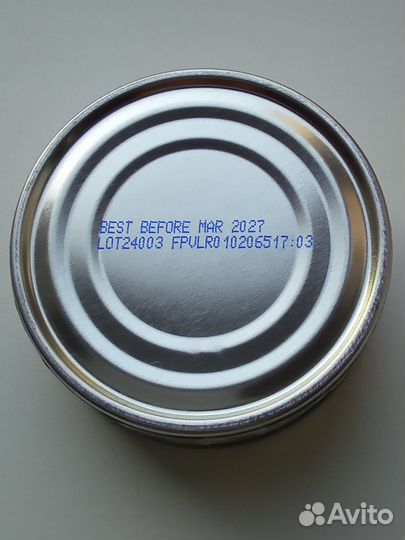 BEST BEFORE MAR 2027
LOT24003 FPVLR010206517:03
Avito